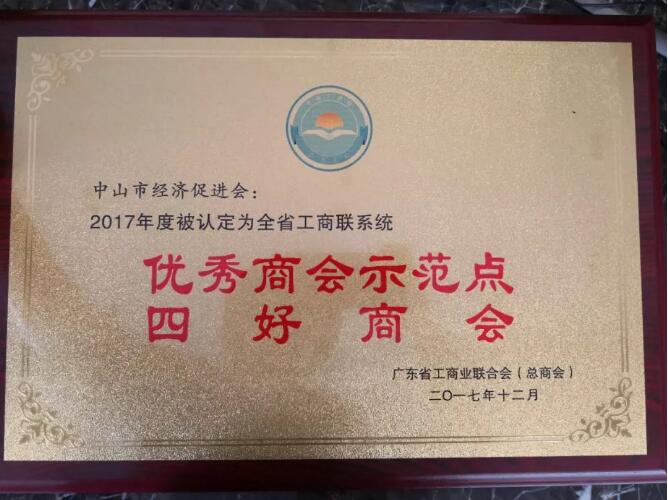 中山市经济促进会：
2017年度被认定为全省工商联系统
优秀商会示范点
四好商会
广东省工商业联合会（总商会）
二〇一七年十二月